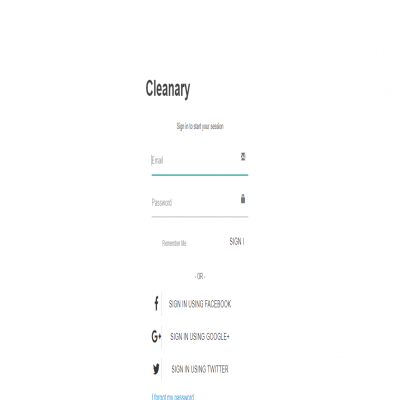 Cleanary
Sign in to start your session
Email
Password
Remember Me
SIGN I
- OR -
SIGN IN USING FACEBOOK
SIGN IN USING GOOGLE+
SIGN IN USING TWITTER
I forgot my password